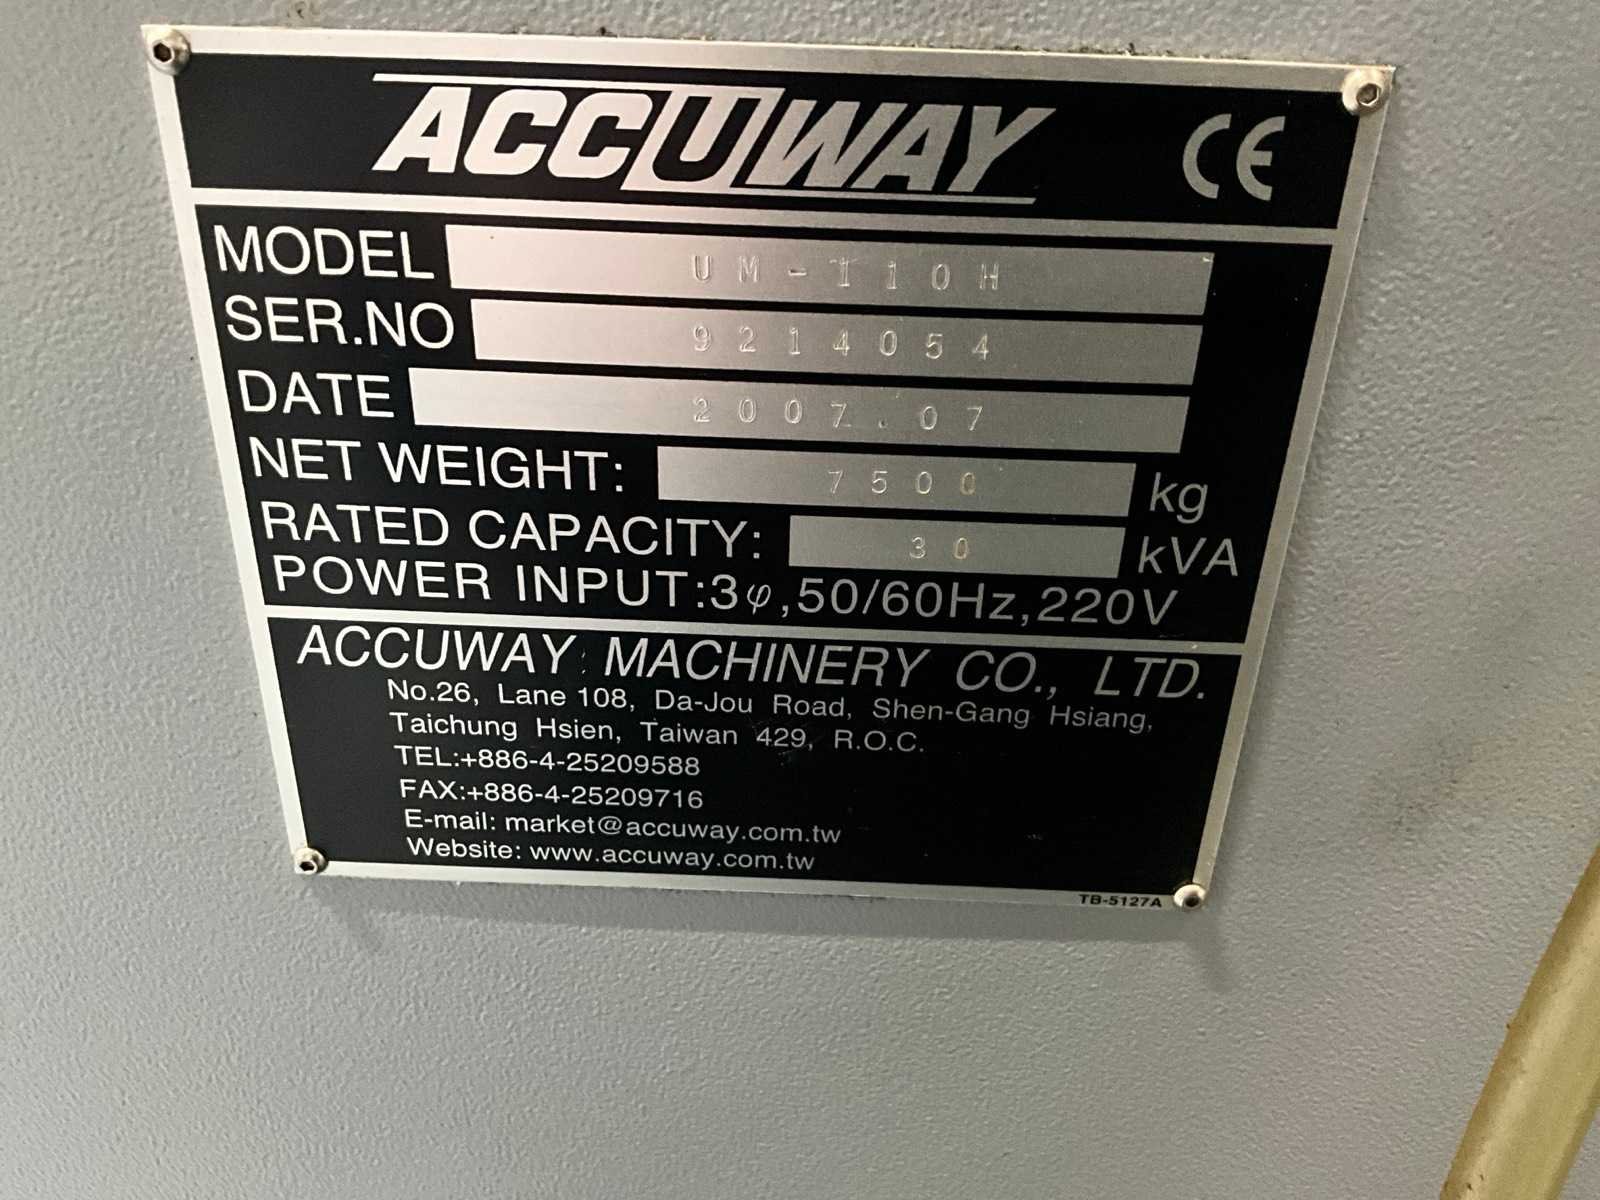 ACCUWAY CE
MODEL UM-110H
SER.NO 9214054
DATE 2007.07
NET WEIGHT: 7500 kg
RATED CAPACITY: 30 kVA
POWER INPUT:3φ,50/60Hz,220V
ACCUWAY MACHINERY CO., LTD.
No.26, Lane 108, Da-Jou Road, Shen-Gang Hsiang,
Taichung Hsien, Taiwan 429, R.O.C.
TEL:+886-4-25209588
FAX:+886-4-25209716
E-mail: market@accuway.com.tw
Website: www.accuway.com.tw
TB-5127A